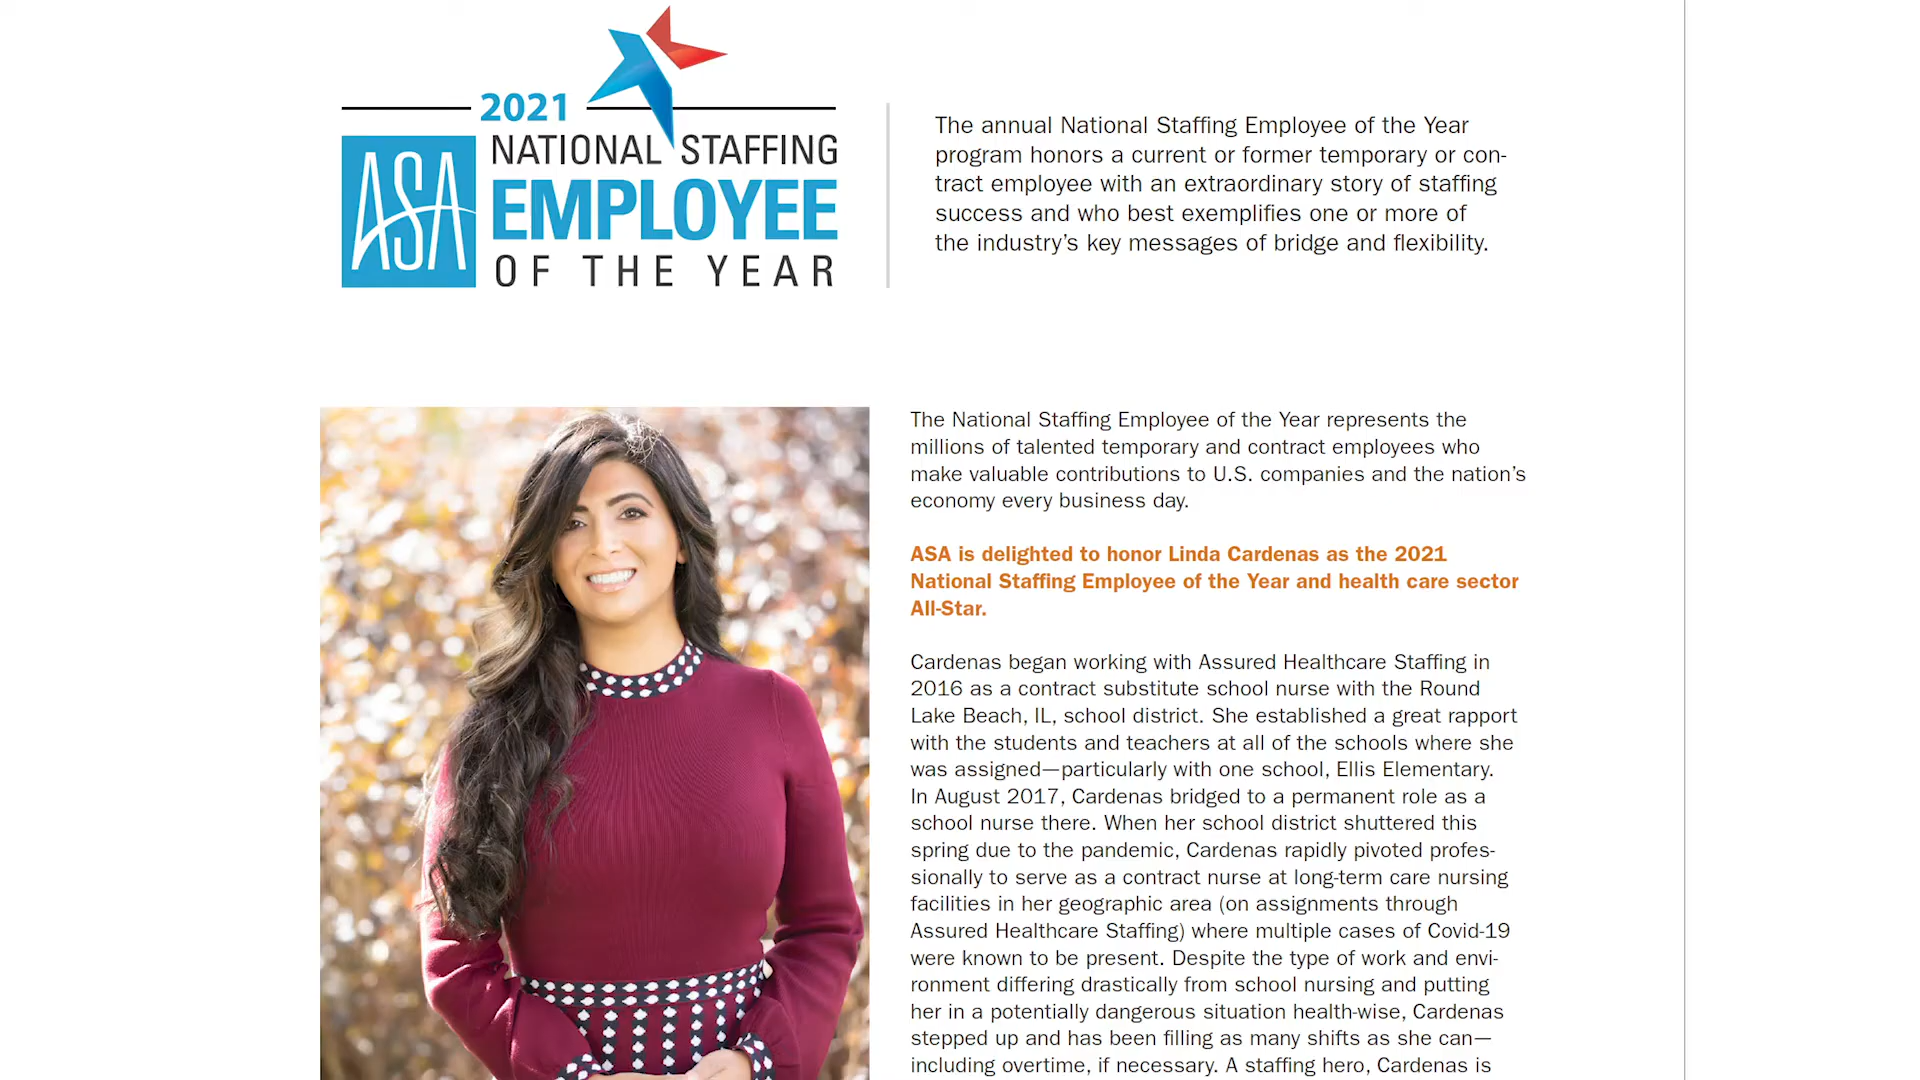 2021
NATIONAL STAFFING
ASA
EMPLOYEE
OF THE YEAR
The annual National Staffing Employee of the Year
program honors a current or former temporary or con-
tract employee with an extraordinary story of staffing
success and who best exemplifies one or more of
the industry's key messages of bridge and flexibility.
The National Staffing Employee of the Year represents the
millions of talented temporary and contract employees who
make valuable contributions to U.S. companies and the nation's
economy every business day.
ASA is delighted to honor Linda Cardenas as the 2021
National Staffing Employee of the Year and health care sector
All-Star.
Cardenas began working with Assured Healthcare Staffing in
2016 as a contract substitute school nurse with the Round
Lake Beach, IL, school district. She established a great rapport
with the students and teachers at all of the schools where she
was assigned—particularly with one school, Ellis Elementary.
In August 2017, Cardenas bridged to a permanent role as a
school nurse there. When her school district shuttered this
spring due to the pandemic, Cardenas rapidly pivoted profes-
sionally to serve as a contract nurse at long-term care nursing
facilities in her geographic area (on assignments through
Assured Healthcare Staffing) where multiple cases of Covid-19
were known to be present. Despite the type of work and envi-
ronment differing drastically from school nursing and putting
her in a potentially dangerous situation health-wise, Cardenas
stepped up and has been filling as many shifts as she can—
including overtime, if necessary. A staffing hero, Cardenas is